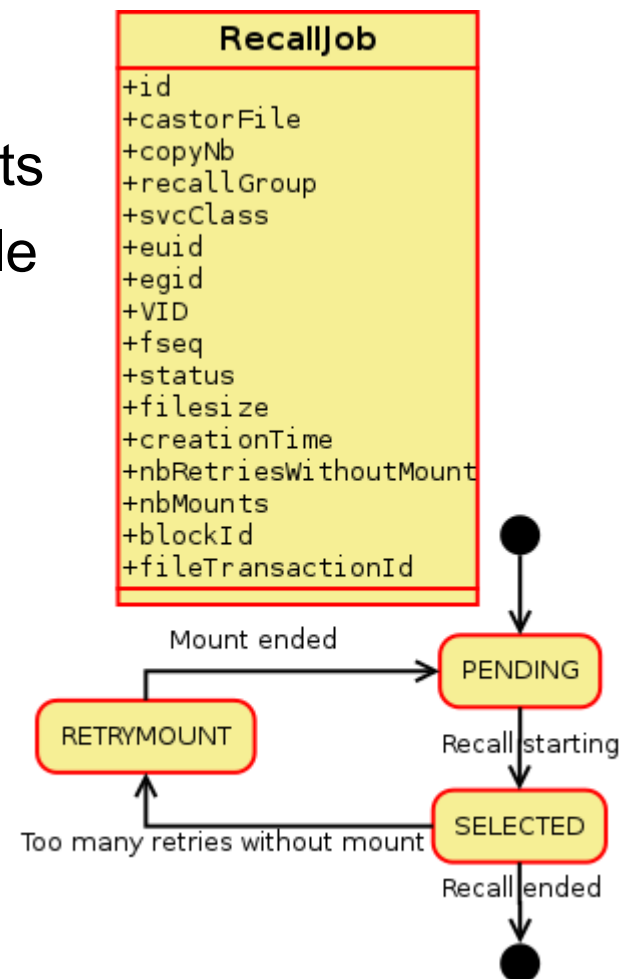 RecallJob
+id
+castorFile
+copyNb
ts
+recallGroup
+svcClass
+euid
+egid
+VID
+fseq
+status
+filesize
+creationTime
+nbRetriesWithoutMount
+nbMounts
+blockId
+fileTransactionId
Mount ended
PENDING
RETRYMOUNT
Recall starting
SELECTED
Too many retries without mount
Recall ended